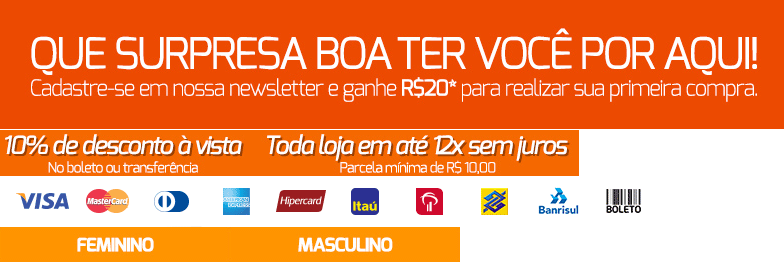 QUE SURPRESA BOA TER VOCÊ POR AQUI!
Cadastre-se em nossa newsletter e ganhe R$20* para realizar sua primeira compra.
10% de desconto à vista
No boleto ou transferência
Toda loja em até 12x sem juros
Parcela mínima de R$ 10,00
VISA MasterCard AMERICAN EXPRESS Hipercard Itaú Banrisul BOLETO
FEMININO MASCULINO